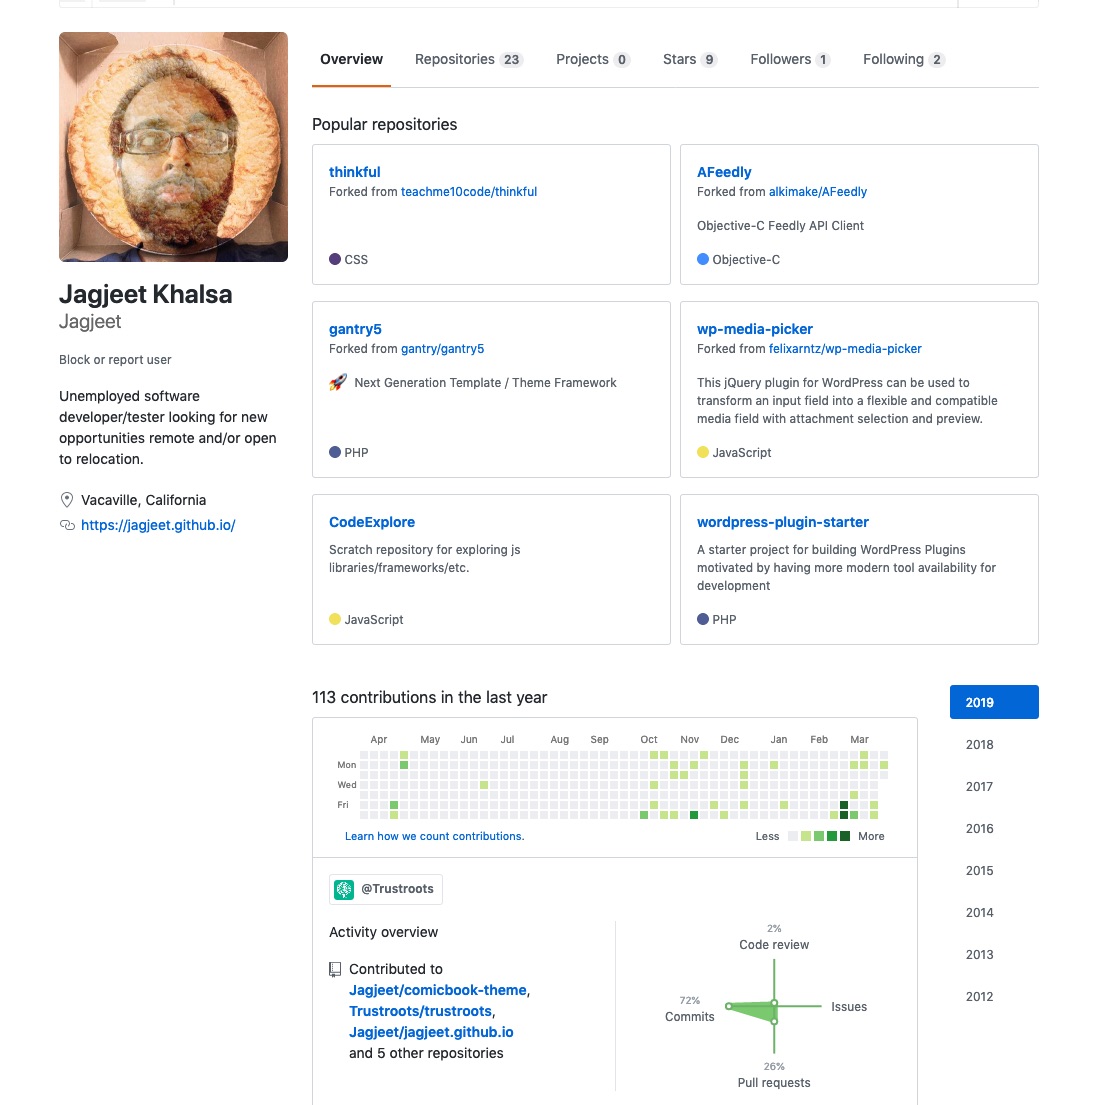 Overview Repositories 23 Projects 0 Stars 9 Followers 1 Following 2
Jagjeet Khalsa
Jagjeet
Block or report user
Unemployed software
developer/tester looking for new
opportunities remote and/or open
to relocation.
Vacaville, California
https://jagjeet.github.io/
Popular repositories
thinkful
Forked from teachme10code/thinkful
CSS
AFeedly
Forked from alkimake/AFeedly
Objective-C Feedly API Client
Objective-C
gantry5
Forked from gantry/gantry5
🚀 Next Generation Template / Theme Framework
PHP
wp-media-picker
Forked from felixarntz/wp-media-picker
This jQuery plugin for WordPress can be used to
transform an input field into a flexible and compatible
media field with attachment selection and preview.
JavaScript
CodeExplore
Scratch repository for exploring js
libraries/frameworks/etc.
JavaScript
wordpress-plugin-starter
A starter project for building WordPress Plugins
motivated by having more modern tool availability for
development
PHP
113 contributions in the last year
Apr May Jun Jul Aug Sep Oct Nov Dec Jan Feb Mar
Mon
Wed
Fri
Learn how we count contributions.
Less More
@Trustroots
Activity overview
Contributed to
Jagjeet/comicbook-theme,
Trustroots/trustroots,
Jagjeet/jagjeet.github.io
and 5 other repositories
2%
Code review
72%
Commits
Issues
26%
Pull requests
2019
2018
2017
2016
2015
2014
2013
2012